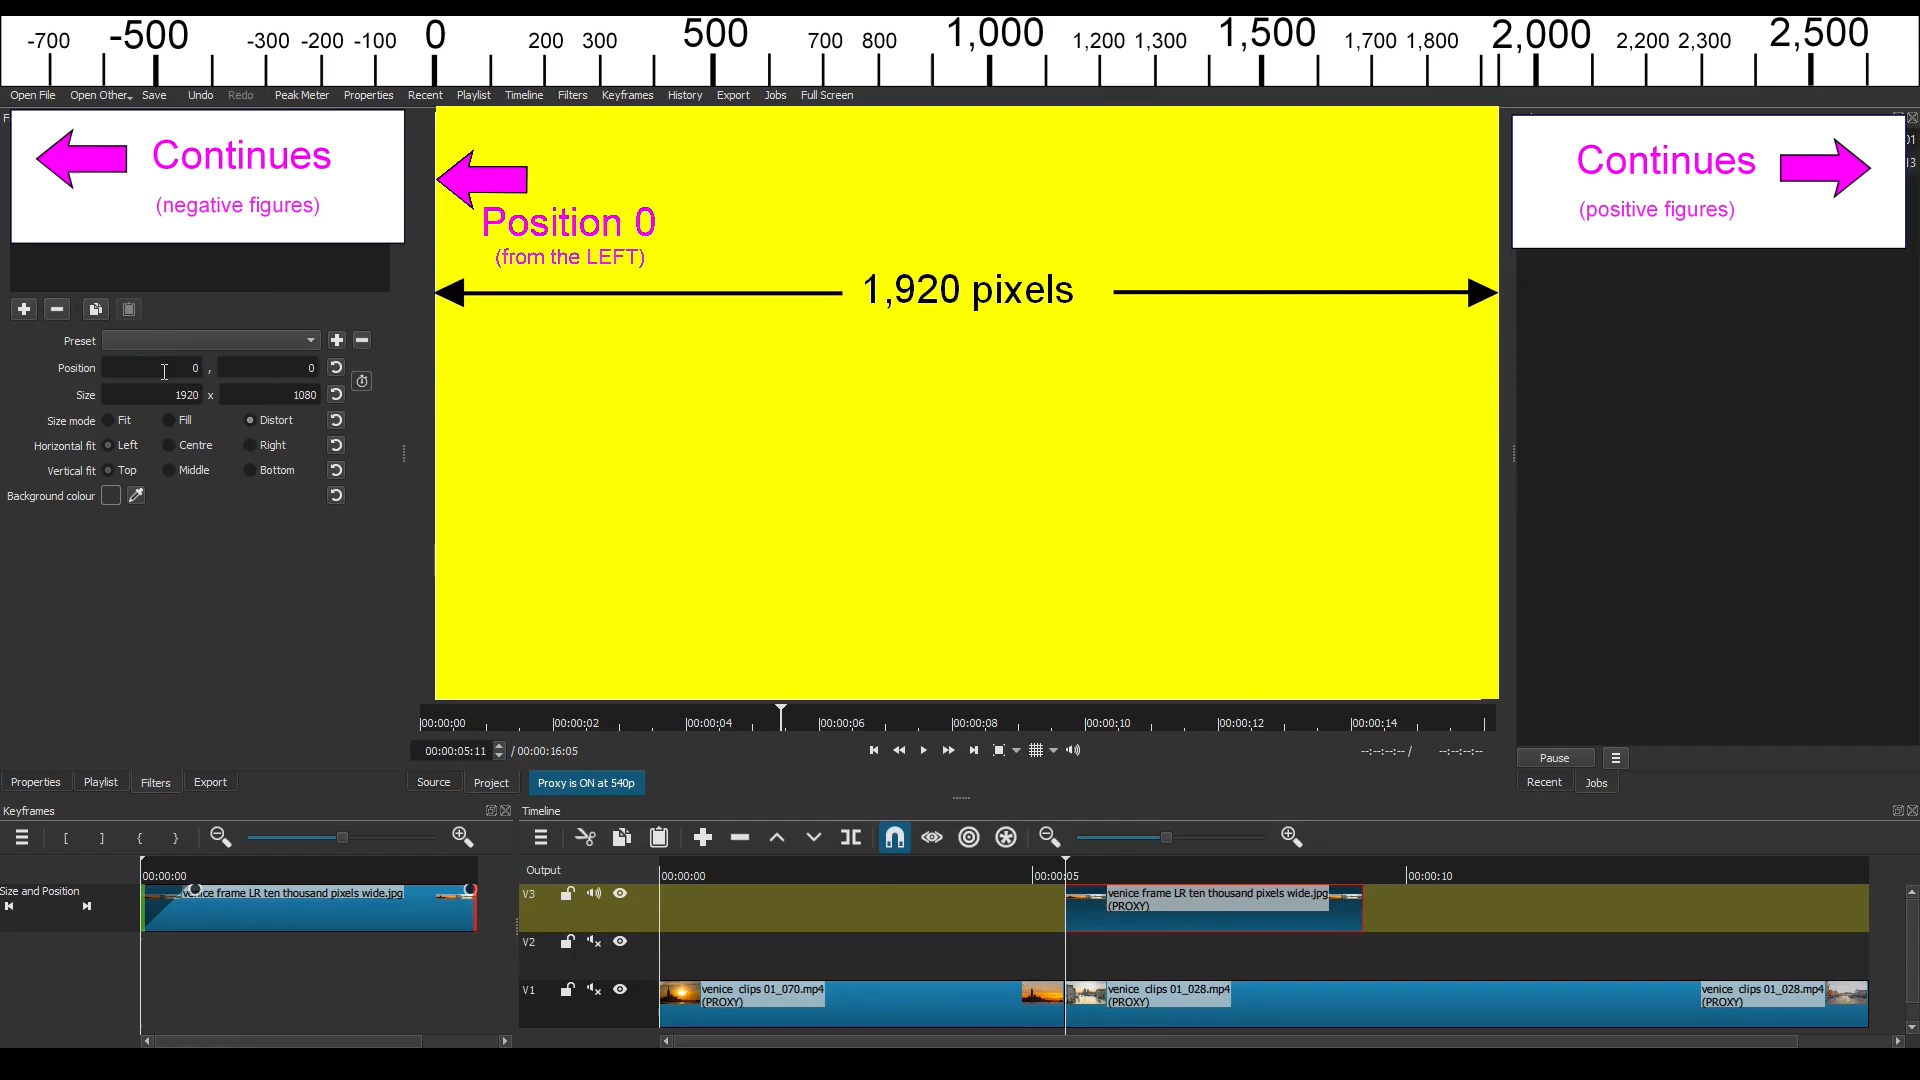 -700 -500 -300 -200 -100 0 200 300 500 700 800 1,000 1,200 1,300 1,500 1,700 1,800 2,000 2,200 2,300 2,500
Open File Open Other... Save Undo Redo Peak Meter Properties Recent Playlist Timeline Filters Keyframes History Export Jobs Full Screen
Continues
(negative figures)
Position 0
(from the LEFT)
1,920 pixels
Continues
(positive figures)
Preset
Position 0 , 0
Size 1920 x 1080
Size mode Fit Fill Distort
Horizontal fit Left Centre Right
Vertical fit Top Middle Bottom
Background colour
00:00:00 00:00:02 00:00:04 00:00:06 00:00:08 00:00:10 00:00:12 00:00:14
00:00:05:11 / 00:00:16:05 --:--:--:-- / --:--:--:--
Pause
Properties Playlist Filters Export Source Project Proxy is ON at 540p Recent Jobs
Keyframes
Timeline
[ ] { }
00:00:00
Size and Position
venice frame LR ten thousand pixels wide.jpg
Output
00:00:00 00:00:05 00:00:10
V3
venice frame LR ten thousand pixels wide.jpg
(PROXY)
V2
V1
venice clips 01_070.mp4
(PROXY)
venice clips 01_028.mp4
(PROXY)
venice clips 01_028.mp4
(PROXY)